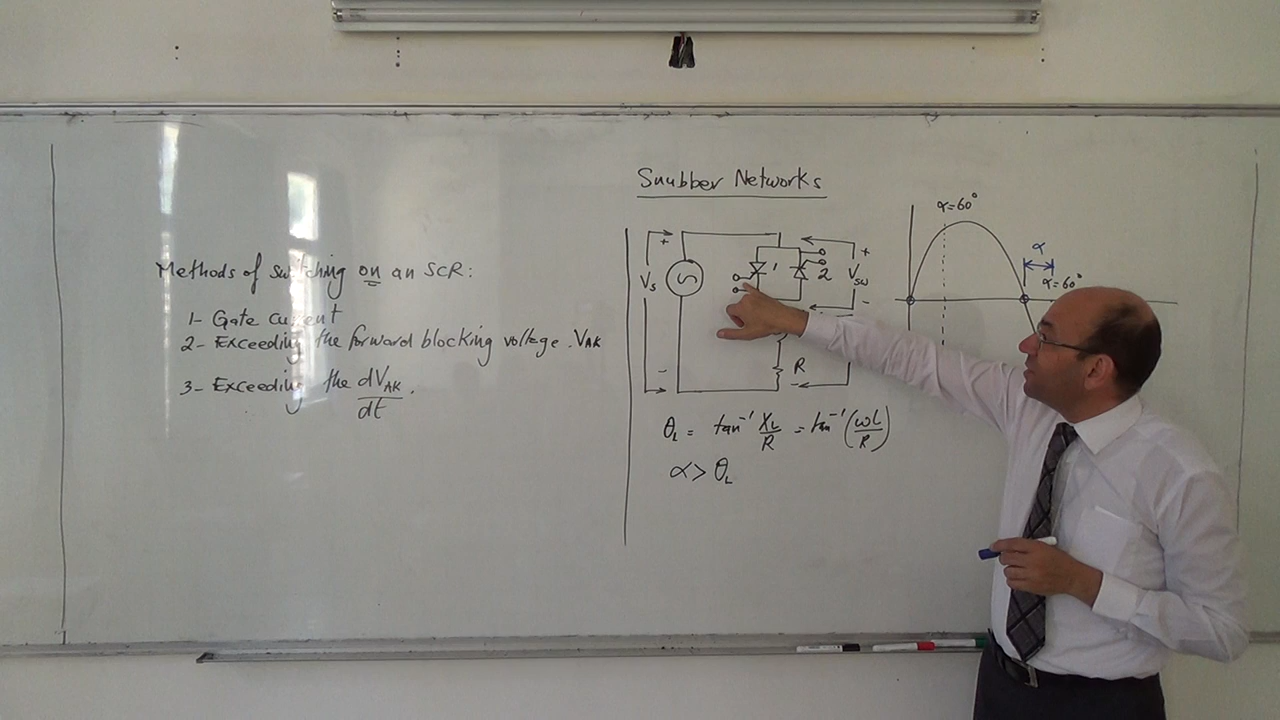 Methods of switching on an SCR:
1- Gate current
2- Exceeding the forward blocking voltage. VAK
3- Exceeding the dVAK/dt.
Snubber Networks
+
Vs
-
1
2
+
Vsw
-
R
-
θL = tan⁻¹ XL/R = tan⁻¹ (ωL/R)
α > θL
α=60°
α
α=60°